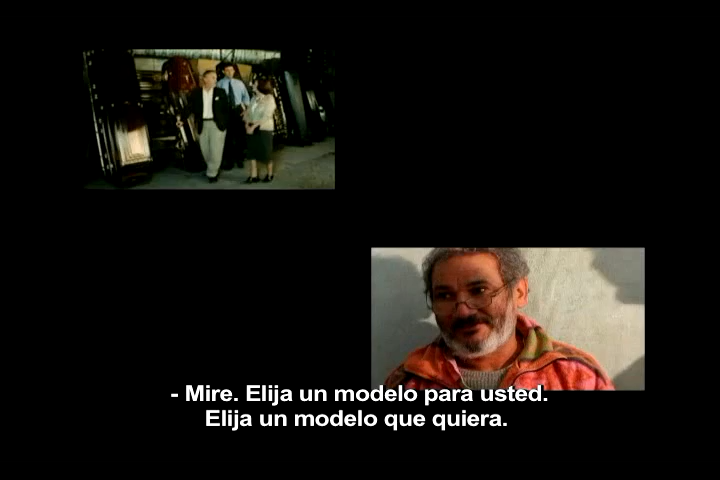 - Mire. Elija un modelo para usted.
Elija un modelo que quiera.